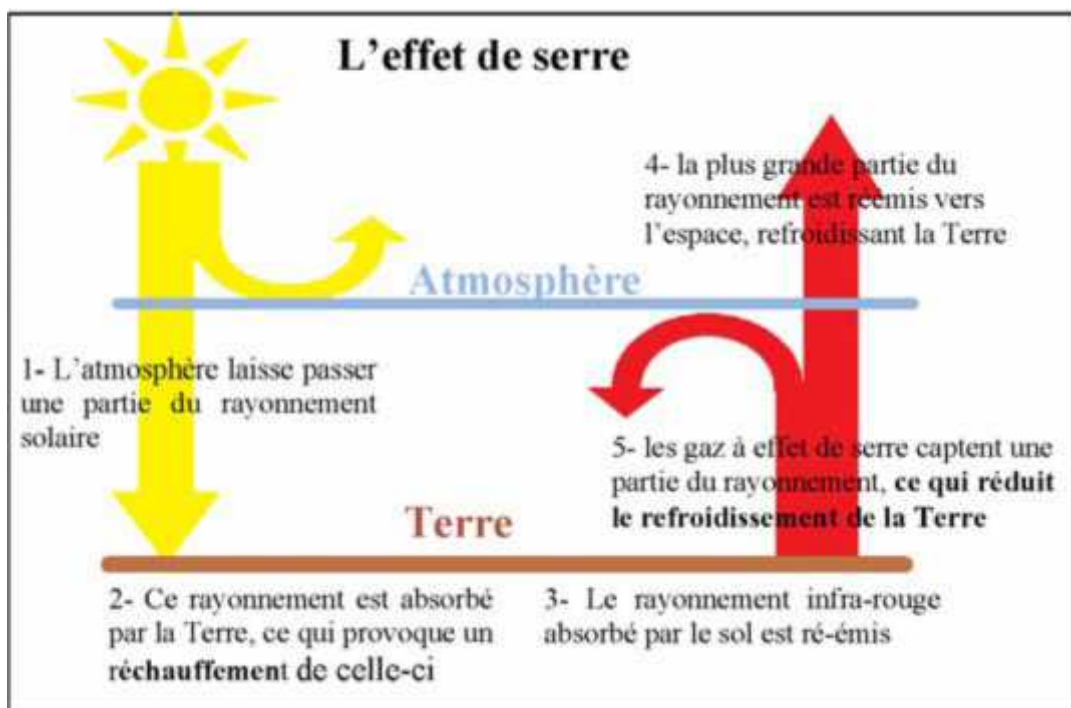 L'effet de serre
4- la plus grande partie du
rayonnement est réémis vers
l'espace, refroidissant la Terre
Atmosphère
1- L'atmosphère laisse passer
une partie du rayonnement
solaire
5- les gaz à effet de serre captent une
partie du rayonnement, ce qui réduit
le refroidissement de la Terre
Terre
2- Ce rayonnement est absorbé
par la Terre, ce qui provoque un
réchauffement de celle-ci
3- Le rayonnement infra-rouge
absorbé par le sol est ré-émis